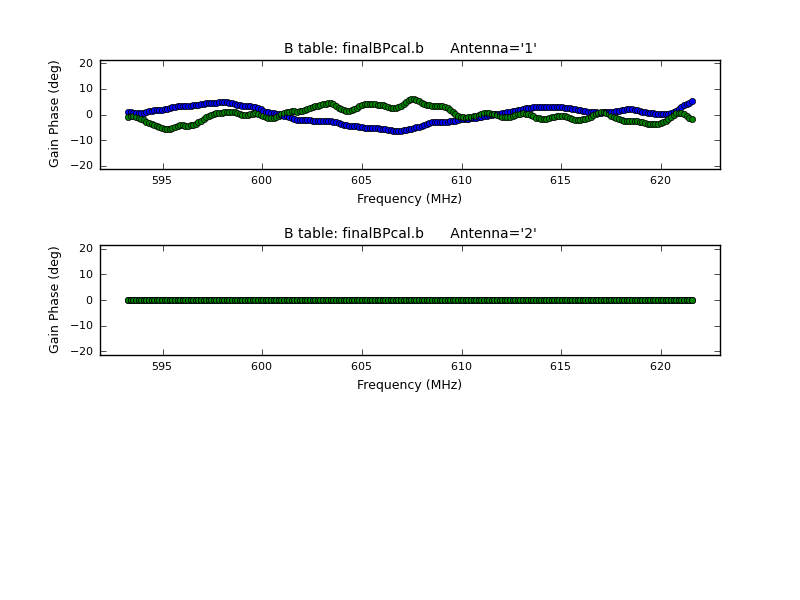 B table: finalBPcal.b Antenna='1'
Gain Phase (deg)
20
10
0
−10
−20
595 600 605 610 615 620
Frequency (MHz)
B table: finalBPcal.b Antenna='2'
Gain Phase (deg)
20
10
0
−10
−20
595 600 605 610 615 620
Frequency (MHz)